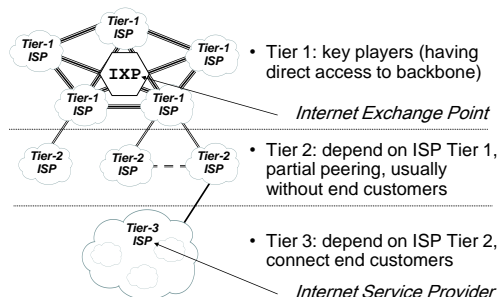 Tier-1
ISP
Tier-1
ISP
Tier-1
ISP
IXP
Tier-1
ISP
Tier-1
ISP
• Tier 1: key players (having
direct access to backbone)
Internet Exchange Point
Tier-2
ISP
Tier-2
ISP
Tier-2
ISP
• Tier 2: depend on ISP Tier 1,
partial peering, usually
without end customers
Tier-3
ISP
• Tier 3: depend on ISP Tier 2,
connect end customers
Internet Service Provider